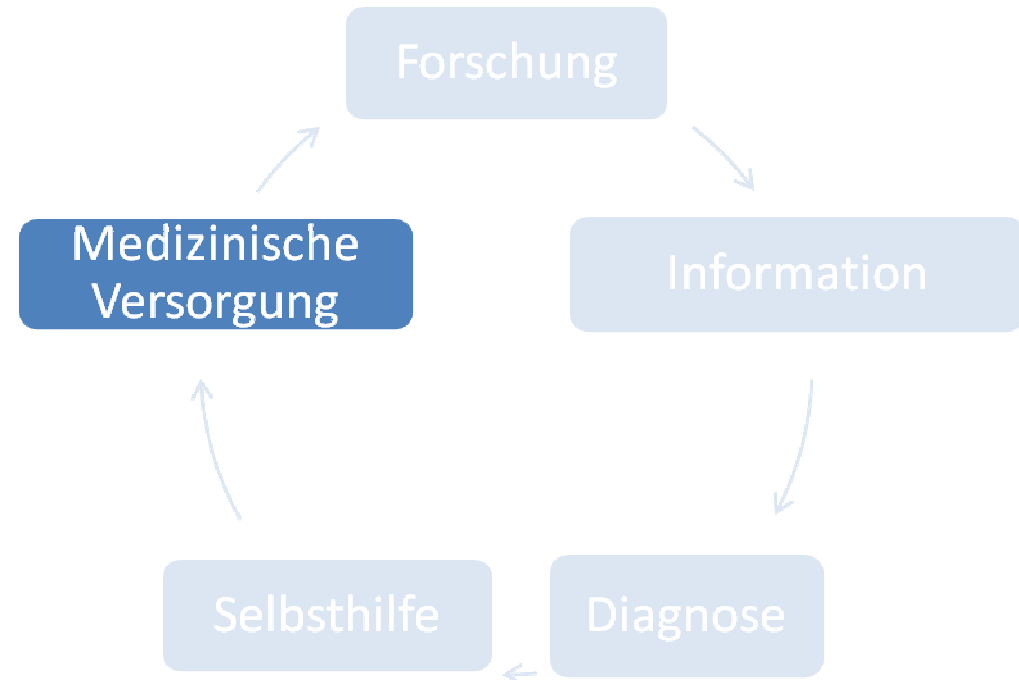 Forschung
Medizinische
Versorgung
Information
Selbsthilfe
Diagnose